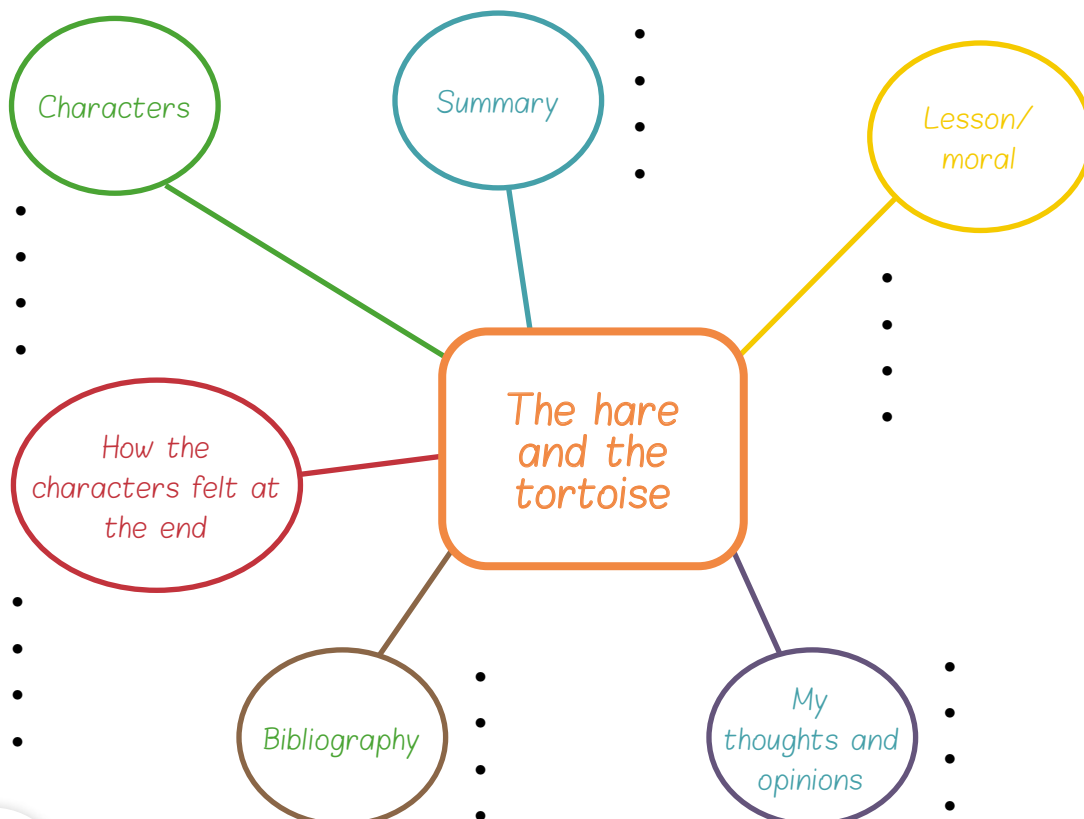 Characters
Summary
Lesson/
moral
The hare
and the
tortoise
How the
characters felt at
the end
Bibliography
My
thoughts and
opinions